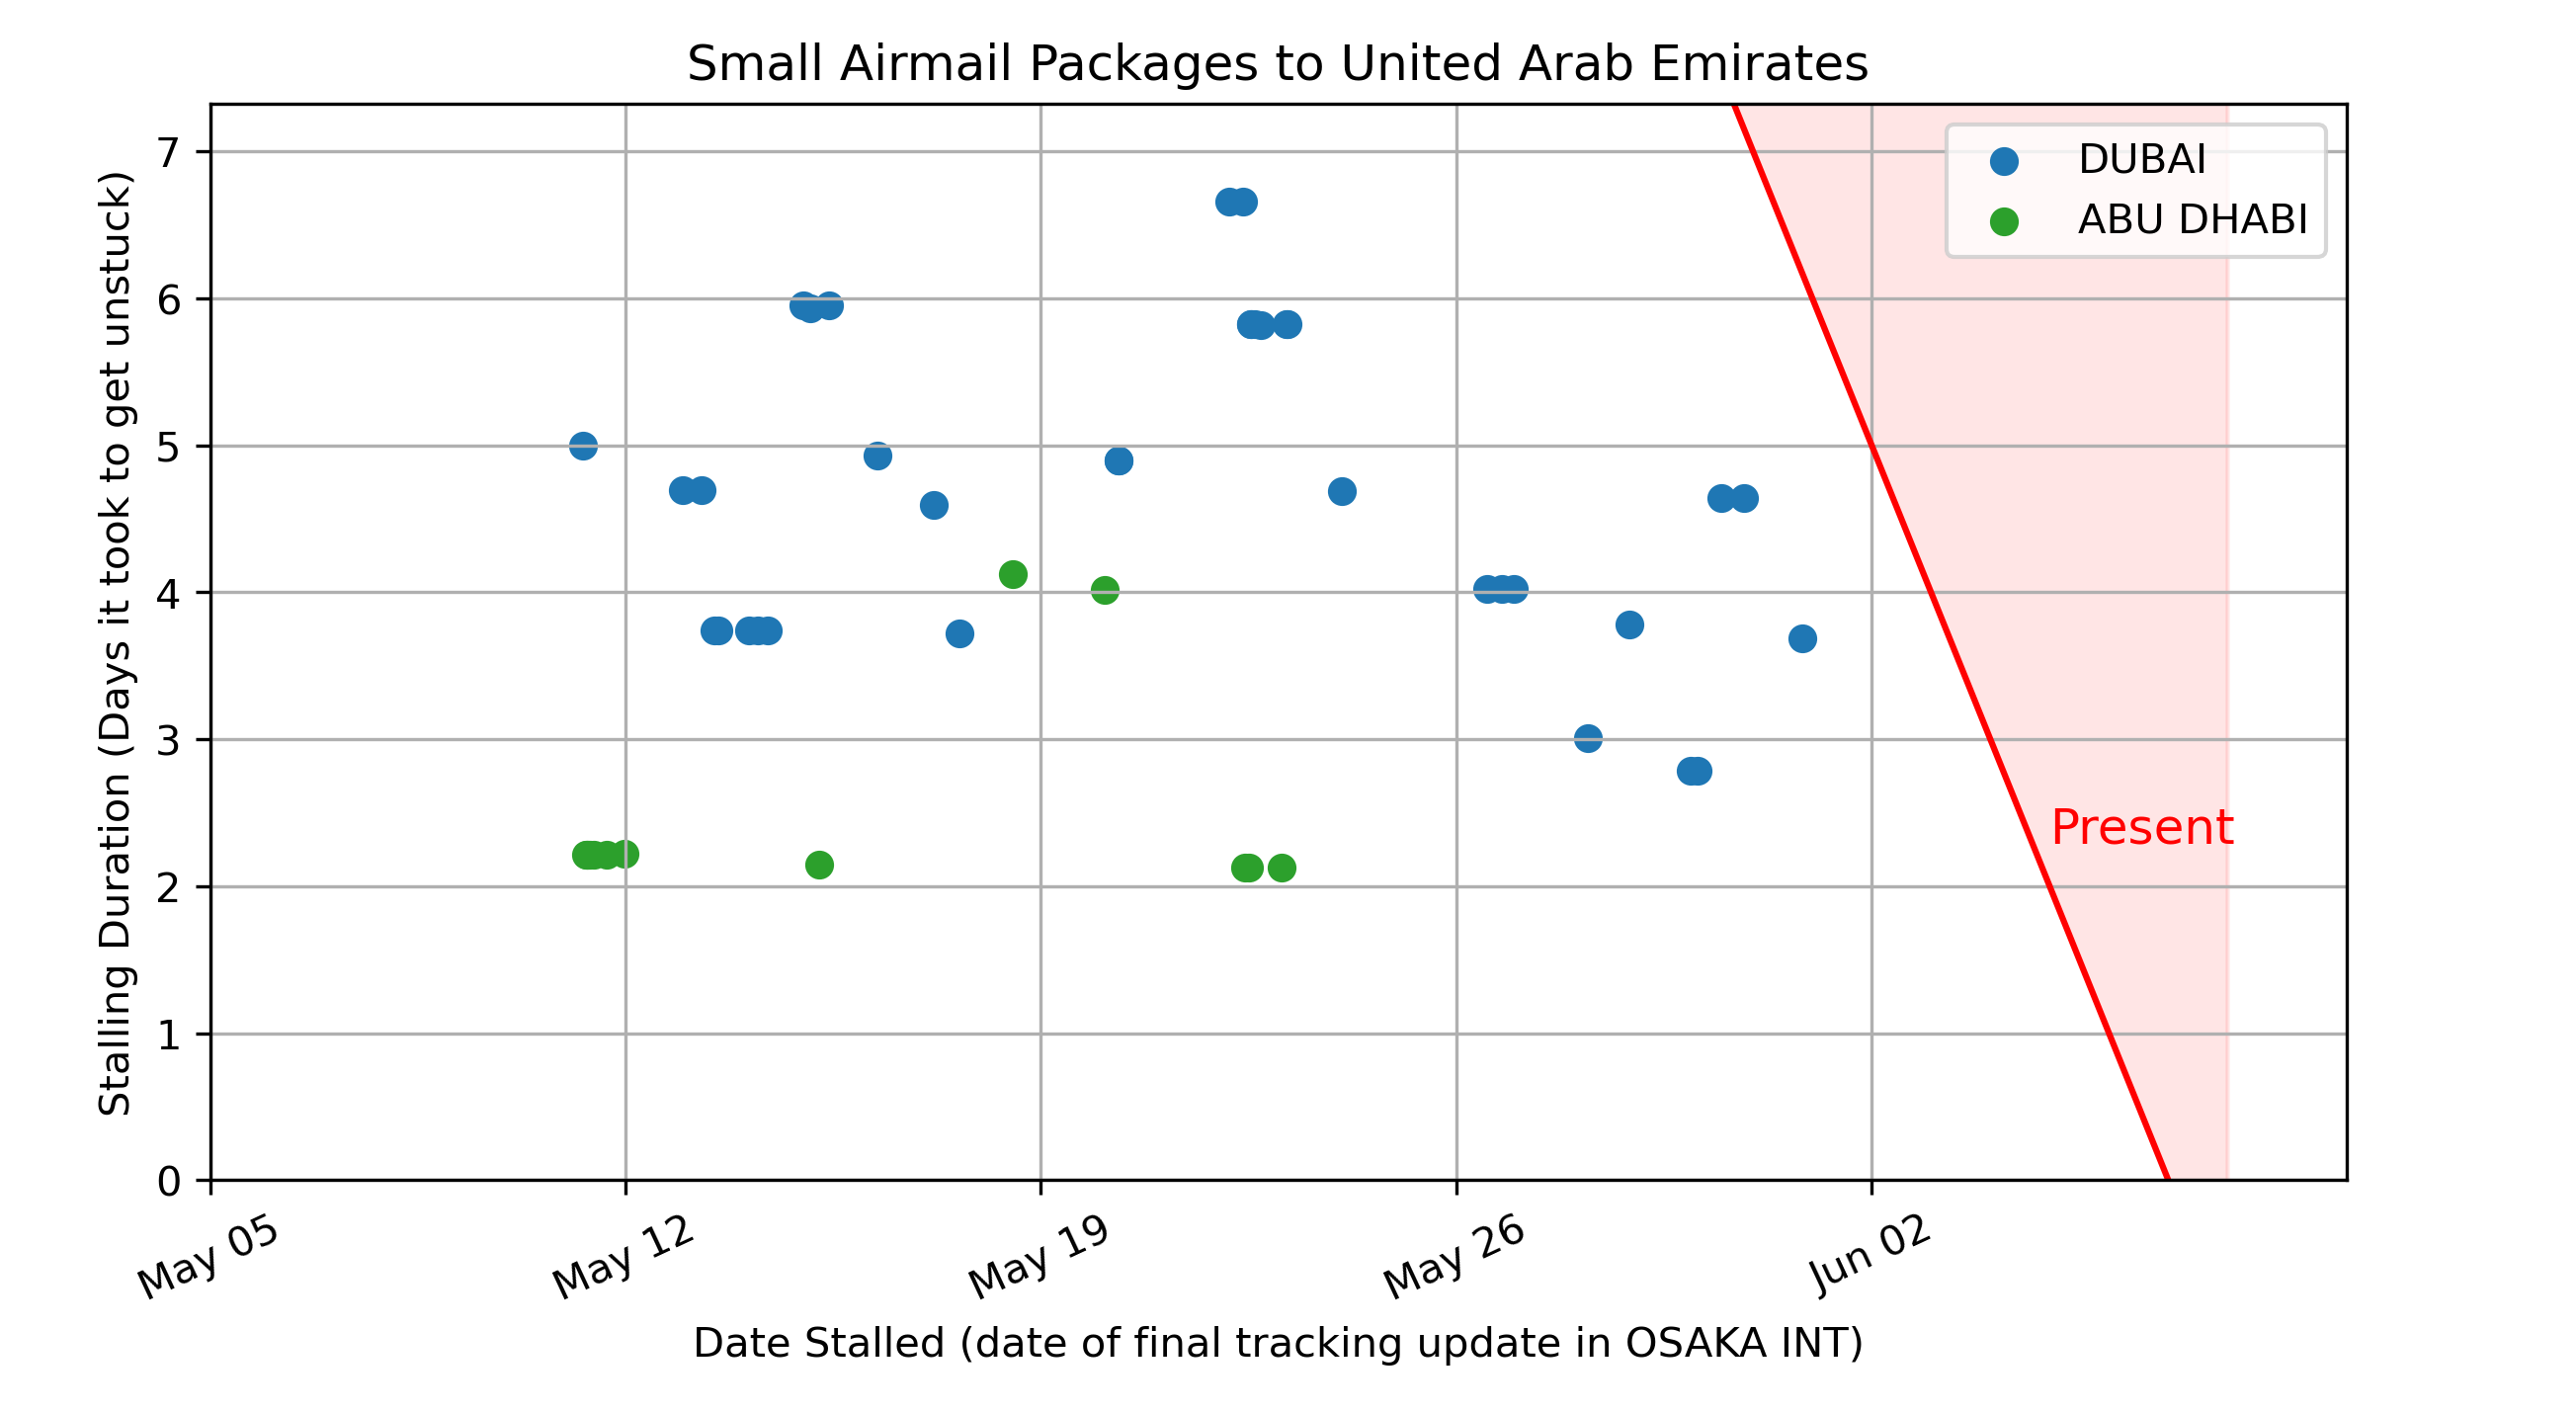 Small Airmail Packages to United Arab Emirates
Stalling Duration (Days it took to get unstuck)
7
6
5
4
3
2
1
0
DUBAI
ABU DHABI
Present
May 05
May 12
May 19
May 26
Jun 02
Date Stalled (date of final tracking update in OSAKA INT)